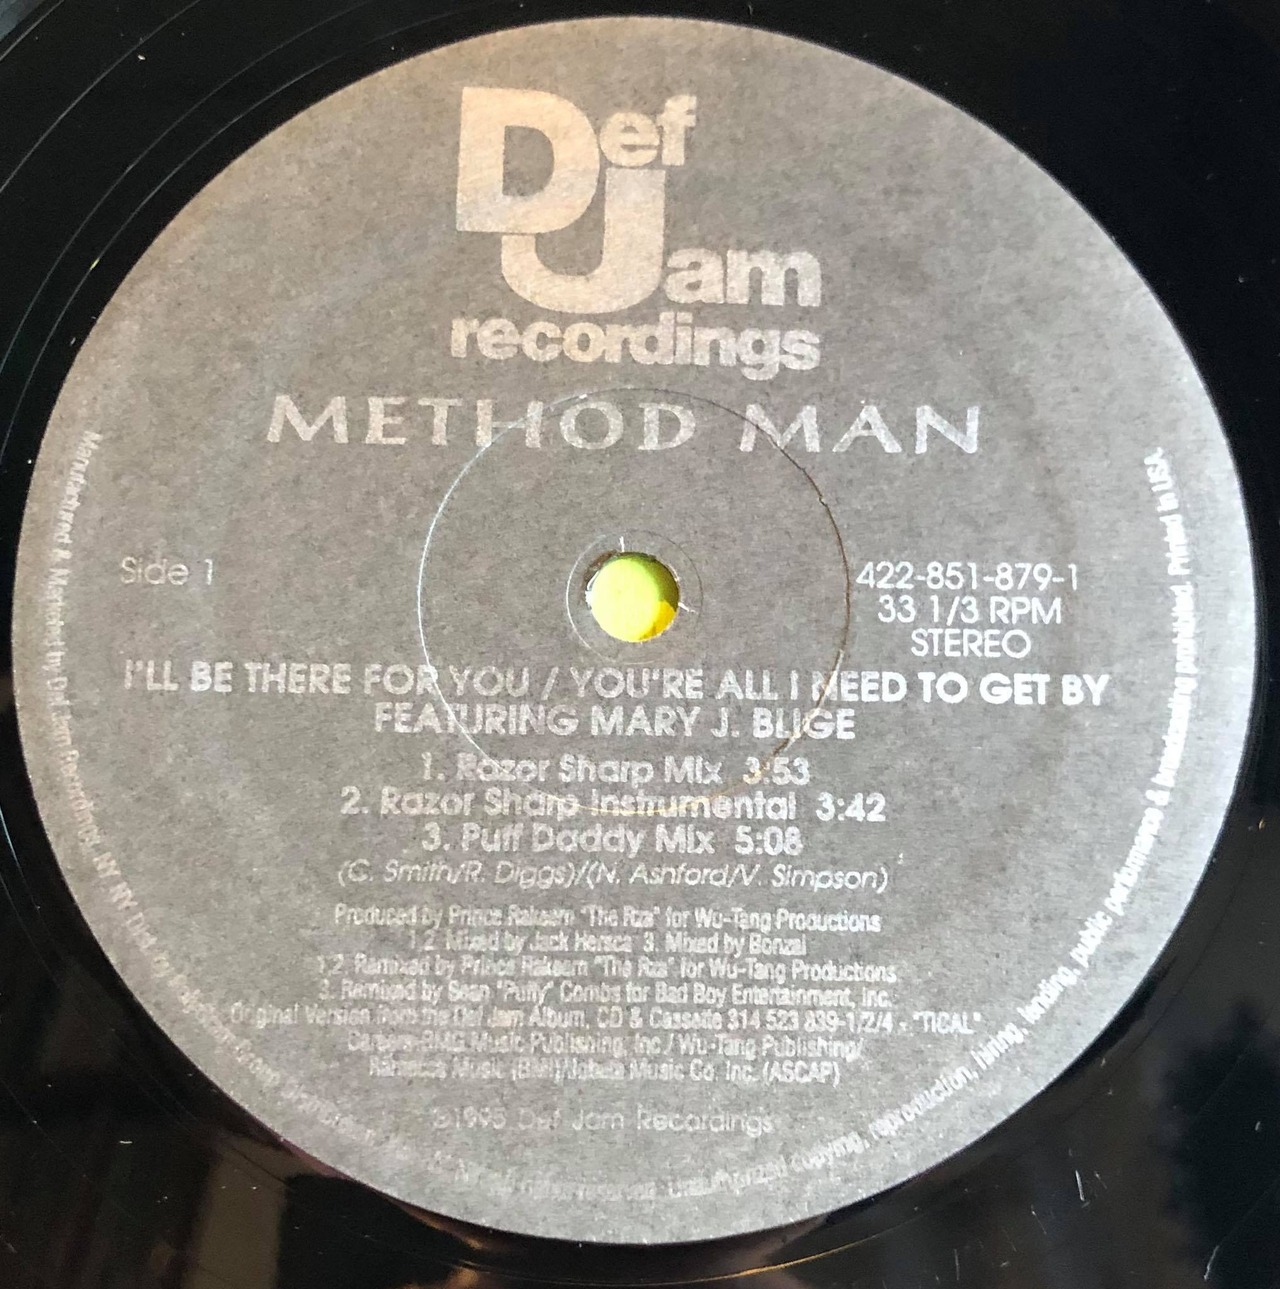 Def Jam
recordings
METHOD MAN
Side 1
422-851-879-1
33 1/3 RPM
STEREO
I'LL BE THERE FOR YOU / YOU'RE ALL I NEED TO GET BY
FEATURING MARY J. BLIGE
1. Razor Sharp Mix 3:53
2. Razor Sharp Instrumental 3:42
3. Puff Daddy Mix 5:08
(C. Smith/R. Diggs)/(N. Ashford/V. Simpson)
Produced by Prince Rakeem "The Rza" for Wu-Tang Productions
1,2. Mixed by Jack Hersca 3. Mixed by Bonzai
1,2. Remixed by Prince Rakeem "The Rza" for Wu-Tang Productions
3. Remixed by Sean "Puffy" Combs for Bad Boy Entertainment, Inc.
Original Version from the Def Jam Album, CD & Cassette 314 523 839-1/2/4 - "TICAL"
Careers-BMG Music Publishing, Inc./ Wu-Tang Publishing/
Ramecca Music (BMI)/Jobete Music Co. Inc. (ASCAP)
©1995 Def Jam Recordings
Manufactured & Marketed by Def Jam Recordings, NY, NY
Unauthorized copying, reproduction, hiring, lending, public performance & broadcasting prohibited. Printed in USA.